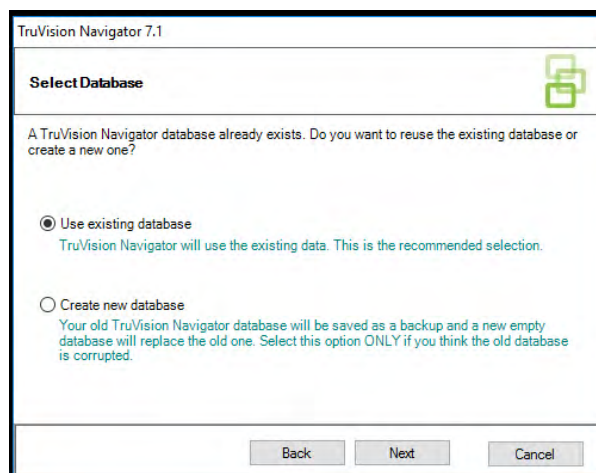 TruVision Navigator 7.1
Select Database
A TruVision Navigator database already exists. Do you want to reuse the existing database or
create a new one?
Use existing database
TruVision Navigator will use the existing data. This is the recommended selection.
Create new database
Your old TruVision Navigator database will be saved as a backup and a new empty
database will replace the old one. Select this option ONLY if you think the old database
is corrupted.
Back Next Cancel